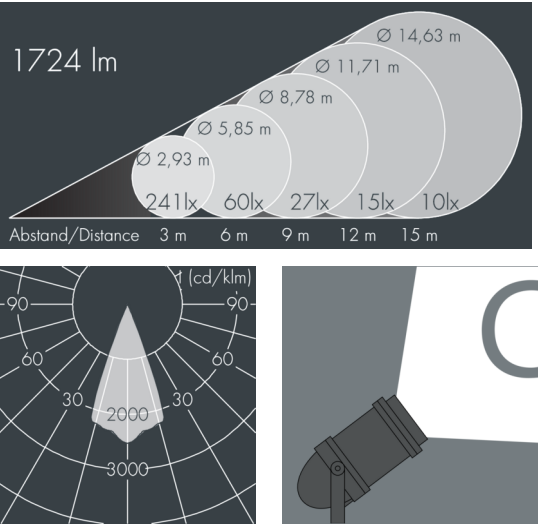 1724 lm
Ø 14,63 m
Ø 11,71 m
Ø 8,78 m
Ø 5,85 m
Ø 2,93 m
241lx 60lx 27lx 15lx 10lx
Abstand/Distance 3 m 6 m 9 m 12 m 15 m
(cd/klm)
90 90
60 60
30 2000 30
3000